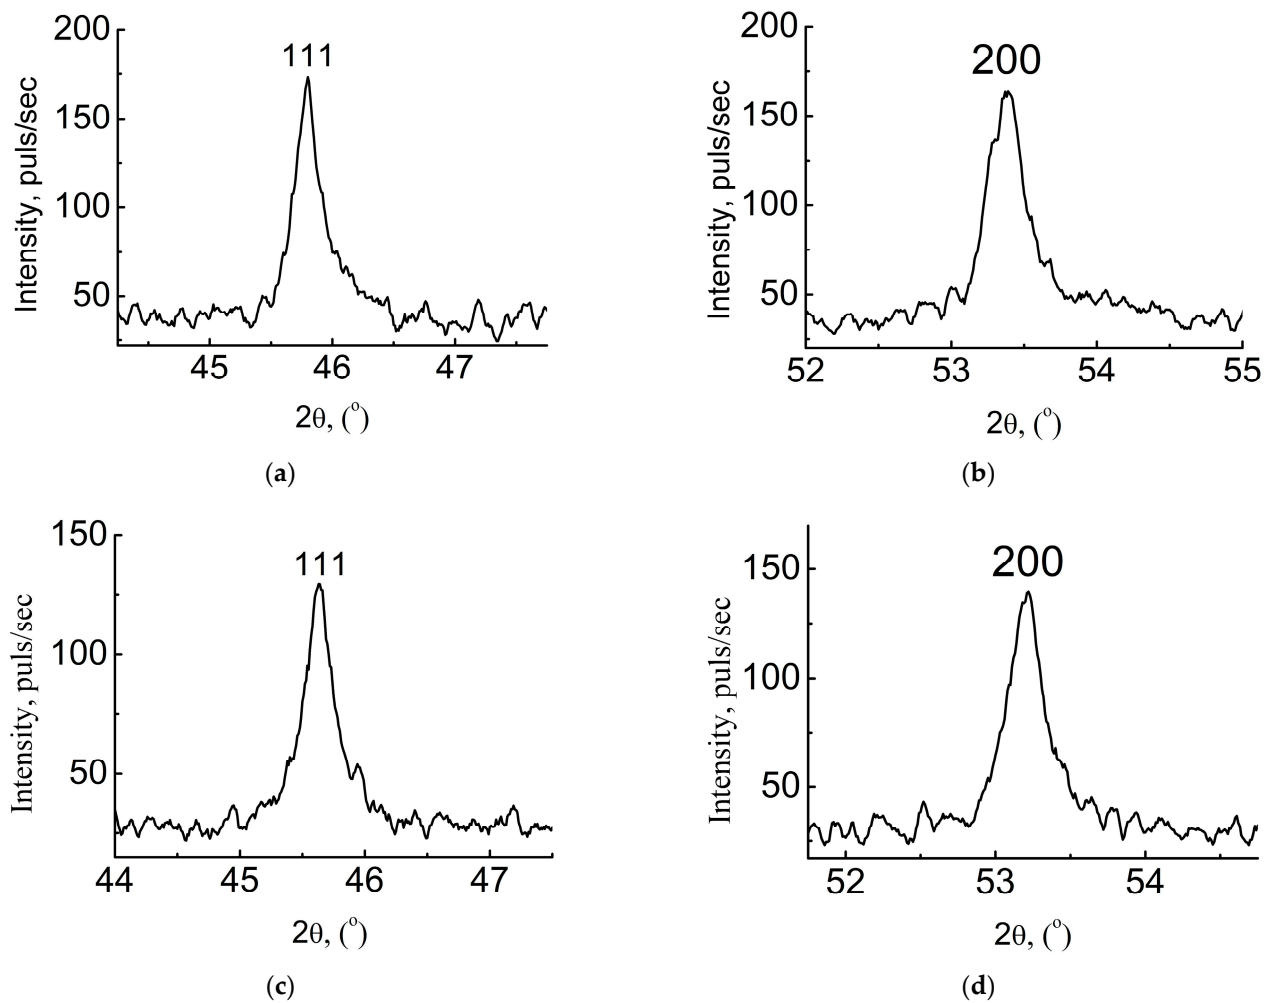 200
111
150
100
50
Intensity, puls/sec
45 46 47
2θ, (°)
(a)
200
200
150
100
50
Intensity, puls/sec
52 53 54 55
2θ, (°)
(b)
150
111
100
50
Intensity, puls/sec
44 45 46 47
2θ, (°)
(c)
200
150
100
50
Intensity, puls/sec
52 53 54
2θ, (°)
(d)